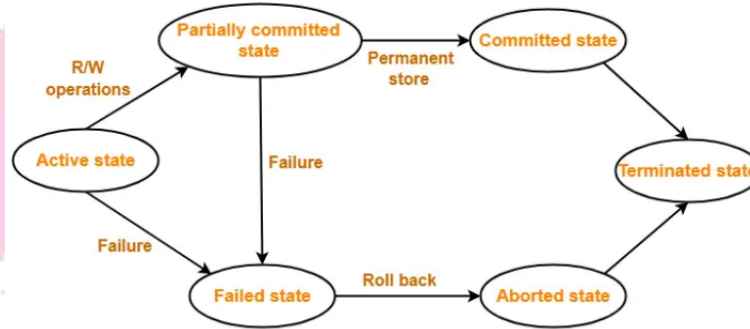 Partially committed
state
Committed state
Permanent
store
R/W
operations
Active state
Failure
Terminated state
Failure
Roll back
Failed state
Aborted state